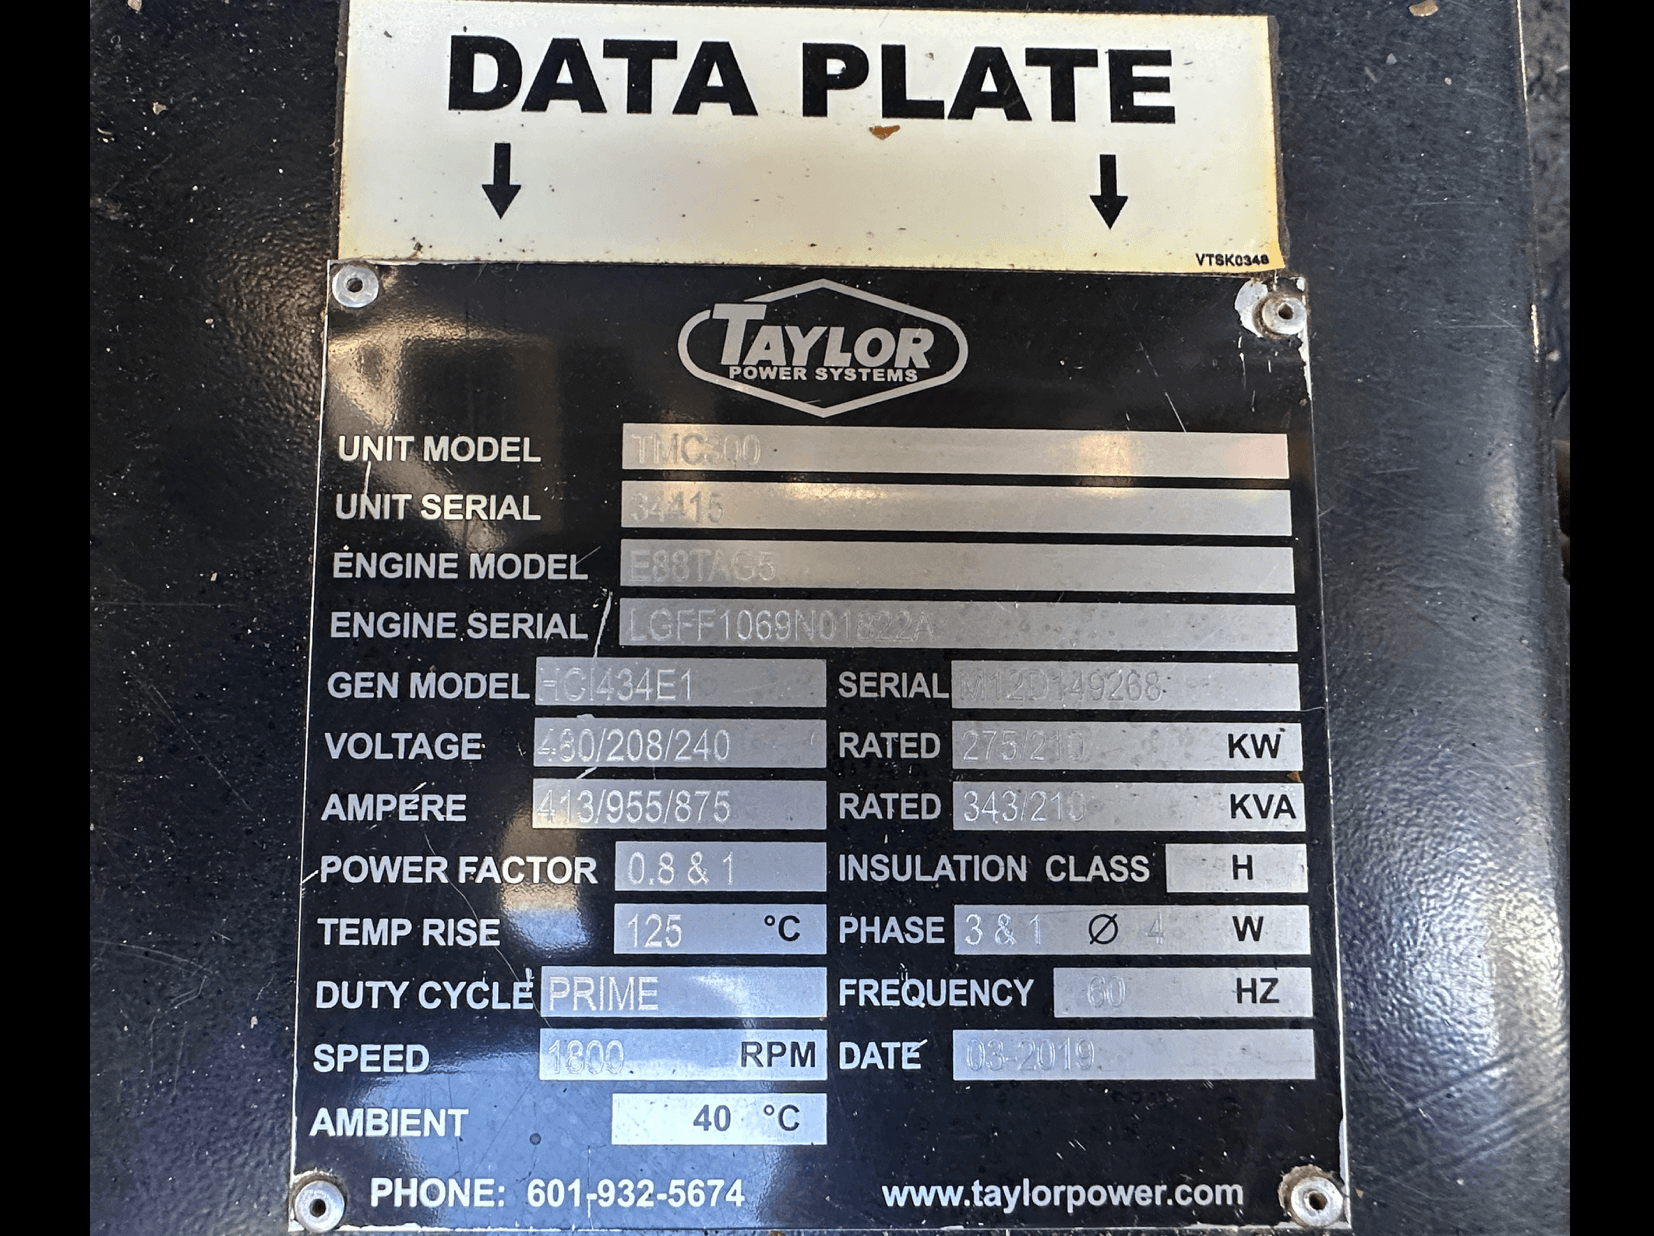 DATA PLATE
VTSK0348
TAYLOR
POWER SYSTEMS
UNIT MODEL TMC300
UNIT SERIAL 34415
ENGINE MODEL E88TAG5
ENGINE SERIAL LGFF1069N01822A
GEN MODEL HCI434E1 SERIAL M12D149268
VOLTAGE 480/208/240 RATED 275/210 KW
AMPERE 413/955/875 RATED 343/210 KVA
POWER FACTOR 0.8 & 1 INSULATION CLASS H
TEMP RISE 125 °C PHASE 3 & 1 Ø 4 W
DUTY CYCLE PRIME FREQUENCY 60 HZ
SPEED 1800 RPM DATE 03-2019
AMBIENT 40 °C
PHONE: 601-932-5674 www.taylorpower.com